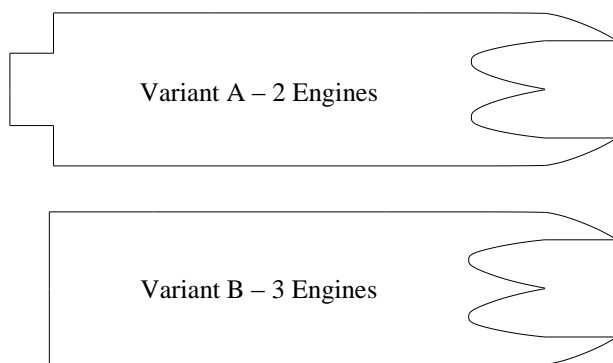 Variant A – 2 Engines
Variant B – 3 Engines